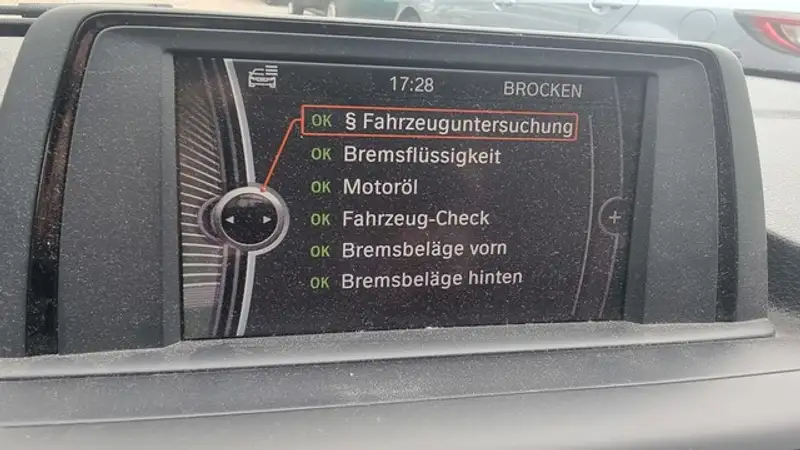 17:28 BROCKEN
OK § Fahrzeuguntersuchung
OK Bremsflüssigkeit
OK Motoröl
OK Fahrzeug-Check
OK Bremsbeläge vorn
OK Bremsbeläge hinten
+